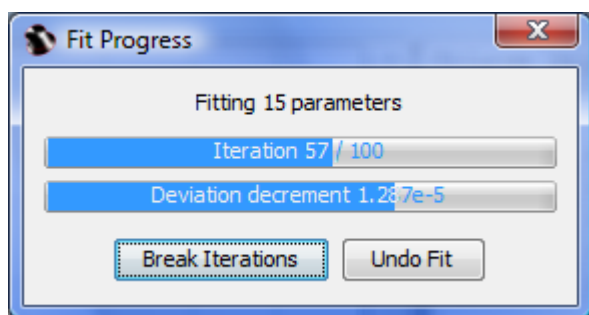 Fit Progress
Fitting 15 parameters
Iteration 57 / 100
Deviation decrement 1.287e-5
Break Iterations
Undo Fit